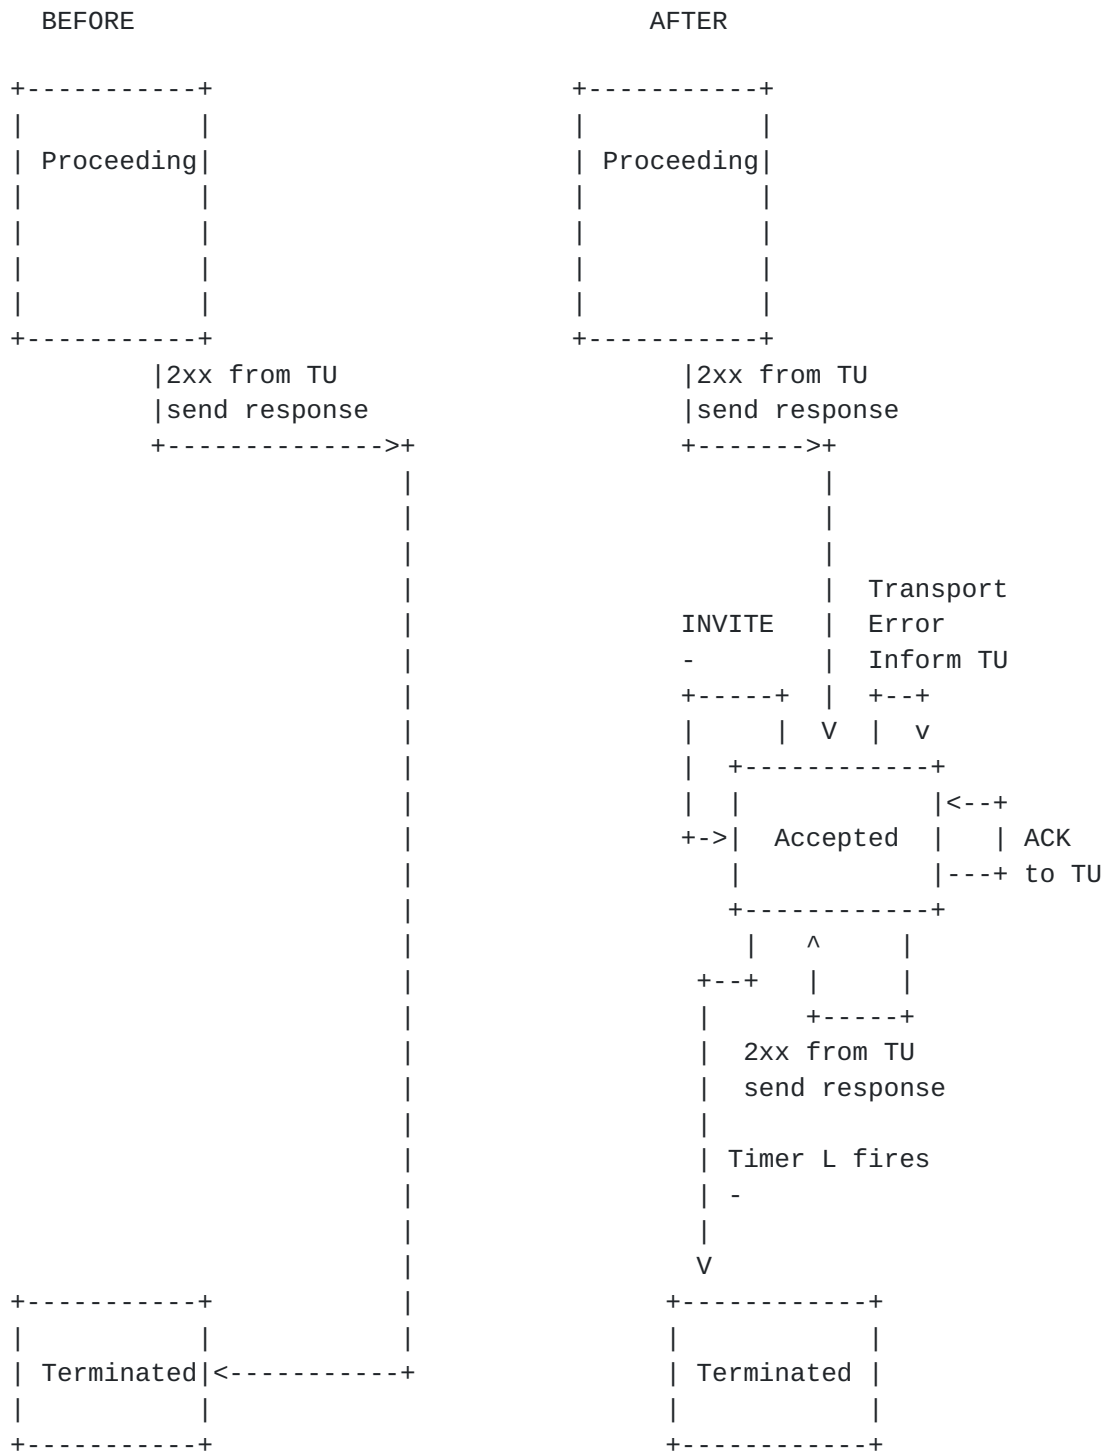 BEFORE AFTER
Proceeding Proceeding
2xx from TU 2xx from TU
send response send response
Transport
INVITE Error
- Inform TU
Accepted ACK
to TU
2xx from TU
send response
Timer L fires
-
Terminated Terminated